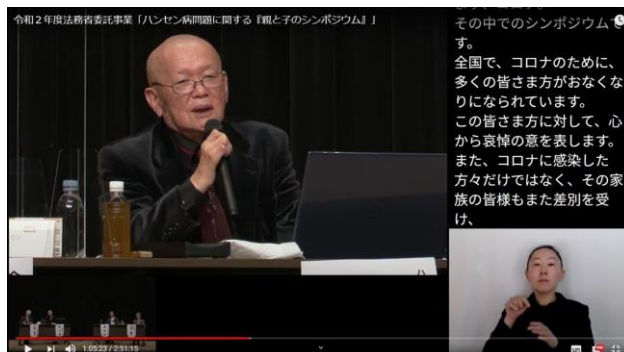 令和2年度法務省委託事業「ハンセン病問題に関する『親と子のシンポジウム』」
その中でのシンポジウムで
す。
全国で、コロナのために、
多くの皆さま方がおなくな
りになられています。
この皆さま方に対して、心
から哀悼の意を表します。
また、コロナに感染した
方々だけではなく、その家
族の皆様もまた差別を受
け、
1:05:23 / 2:51:15